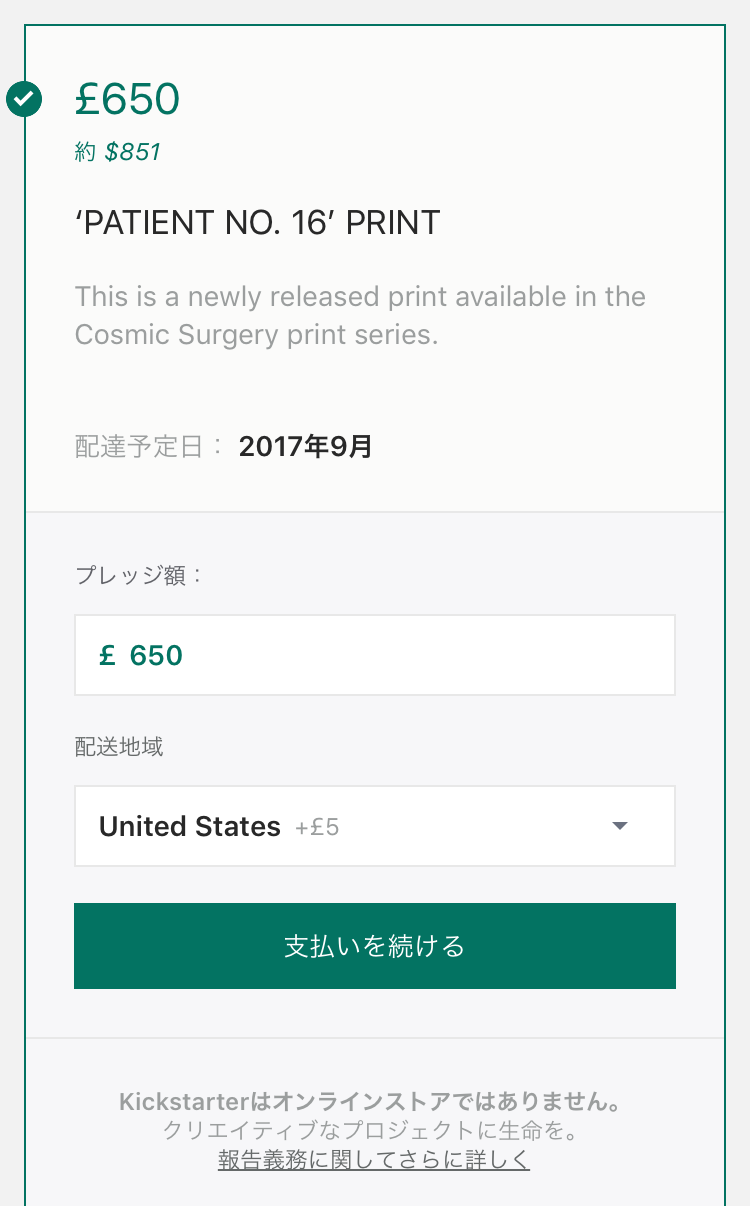 £650
約 $851
‘PATIENT NO. 16’ PRINT
This is a newly released print available in the
Cosmic Surgery print series.
配達予定日： 2017年9月
プレッジ額：
£ 650
配送地域
United States +£5
支払いを続ける
Kickstarterはオンラインストアではありません。
クリエイティブなプロジェクトに生命を。
報告義務に関してさらに詳しく